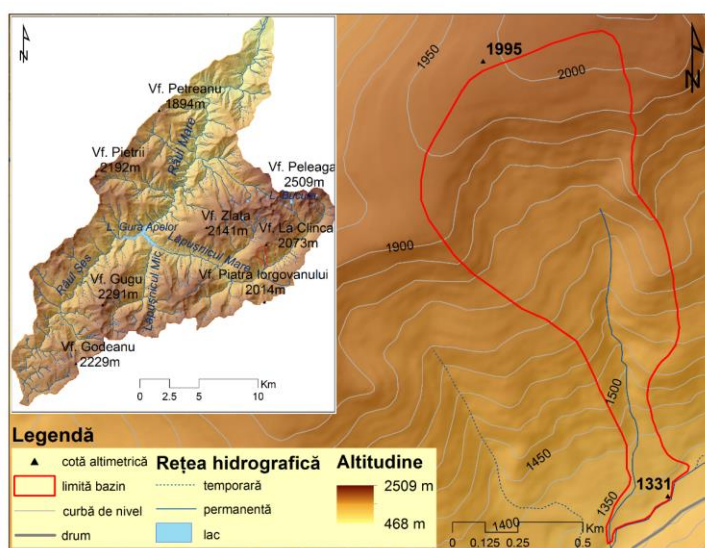 N
Vf. Petreanu
1894m
Râul Mare
Vf. Pietrii
2192m
Vf. Peleaga
2509m
L. Bucura
Vf. Zlata
2141m
Vf. La Clinca
2073m
L. Gura Apelor
Lăpușnicul Mare
Râul Șes
Lăpușnicul Mic
Vf. Gugu
2291m
Vf. Piatra Iorgovanului
2014m
Vf. Godeanu
2229m
0 2.5 5 10
Km
N
1950
1995
2000
1900
1500
1450
1331
1350
1400
Km
0 0.125 0.25 0.5
Legendă
cotă altimetrică
limită bazin
curbă de nivel
drum
Rețea hidrografică
temporară
permanentă
lac
Altitudine
2509 m
468 m